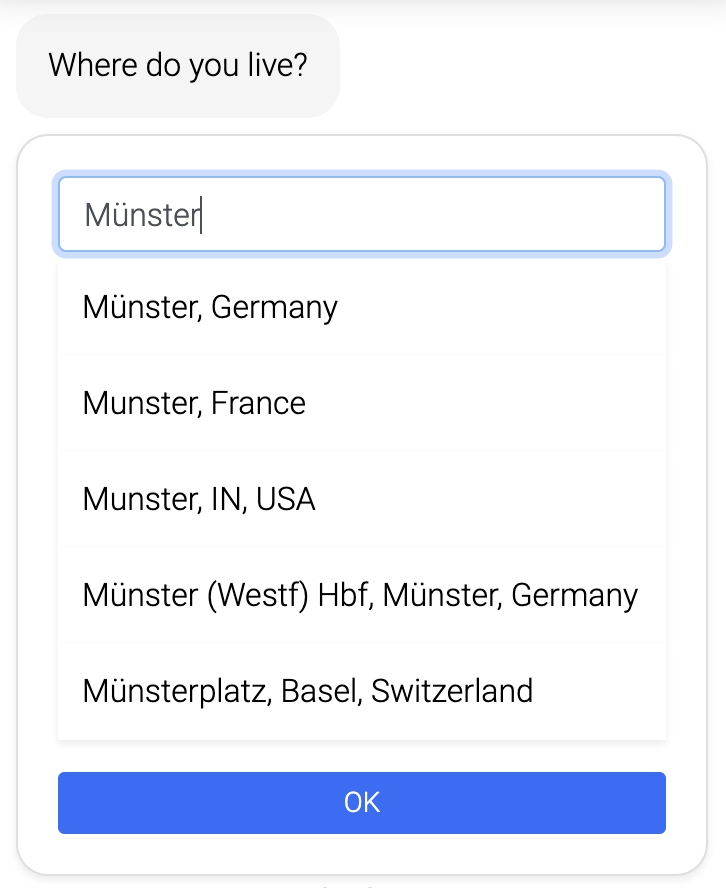 Where do you live?
Münster
Münster, Germany
Munster, France
Munster, IN, USA
Münster (Westf) Hbf, Münster, Germany
Münsterplatz, Basel, Switzerland
OK